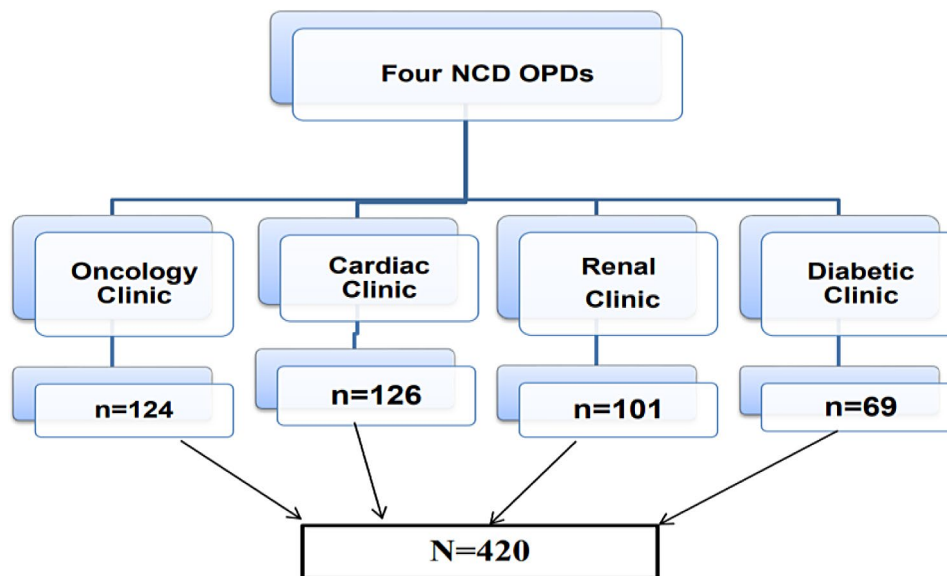 Four NCD OPDs
Oncology
Clinic
Cardiac
Clinic
Renal
Clinic
Diabetic
Clinic
n=124
n=126
n=101
n=69
N=420